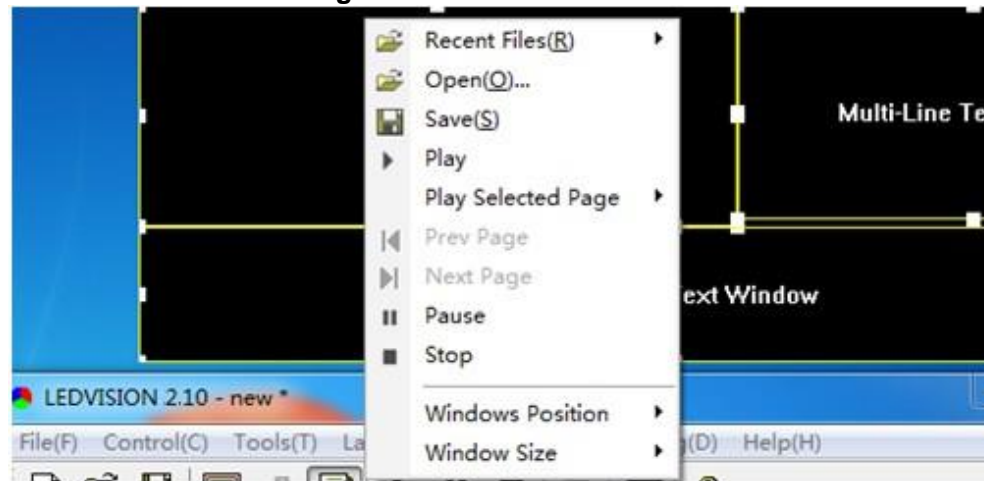 Recent Files(R)
Open(O)...
Multi-Line Te
Save(S)
Play
Play Selected Page
Prev Page
Next Page
ext Window
Pause
Stop
LEDVISION 2.10 - new *
Windows Position
File(F) Control(C) Tools(T) La (D) Help(H)
Window Size